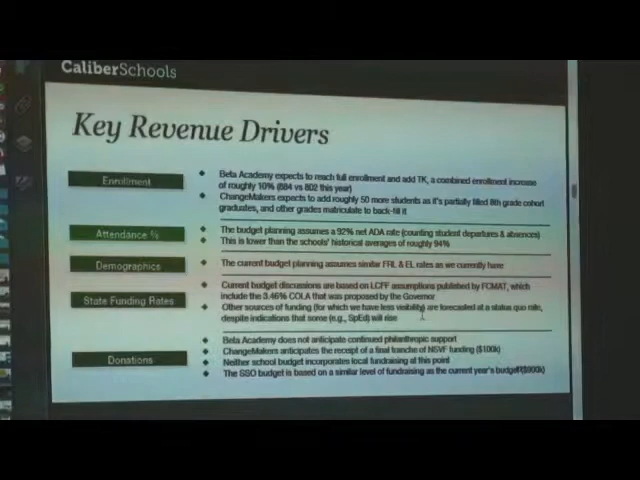 CaliberSchools
Key Revenue Drivers
Enrollment
Beta Academy expects to reach full enrollment and add TK, a combined enrollment increase
of roughly 10% (884 vs 802 this year)
ChangeMakers expects to add roughly 50 more students as it's partially filled 8th grade cohort
graduates, and other grades matriculate to back-fill it
Attendance %
The budget planning assumes a 92% net ADA rate (counting student departures & absences)
This is lower than the schools' historical averages of roughly 94%
Demographics
The current budget planning assumes similar FRL & EL rates as we currently have
State Funding Rates
Current budget discussions are based on LCFF assumptions published by FCMAT, which
include the 3.46% COLA that was proposed by the Governor
Other sources of funding (for which we have less visibility) are forecasted at a status quo rate,
despite indications that some (e.g., SpEd) will rise
Donations
Beta Academy does not anticipate continued philanthropic support
ChangeMakers anticipates the receipt of a final tranche of NSVF funding ($100k)
Neither school budget incorporates local fundraising at this point
The SSO budget is based on a similar level of fundraising as the current year's budget ($900k)